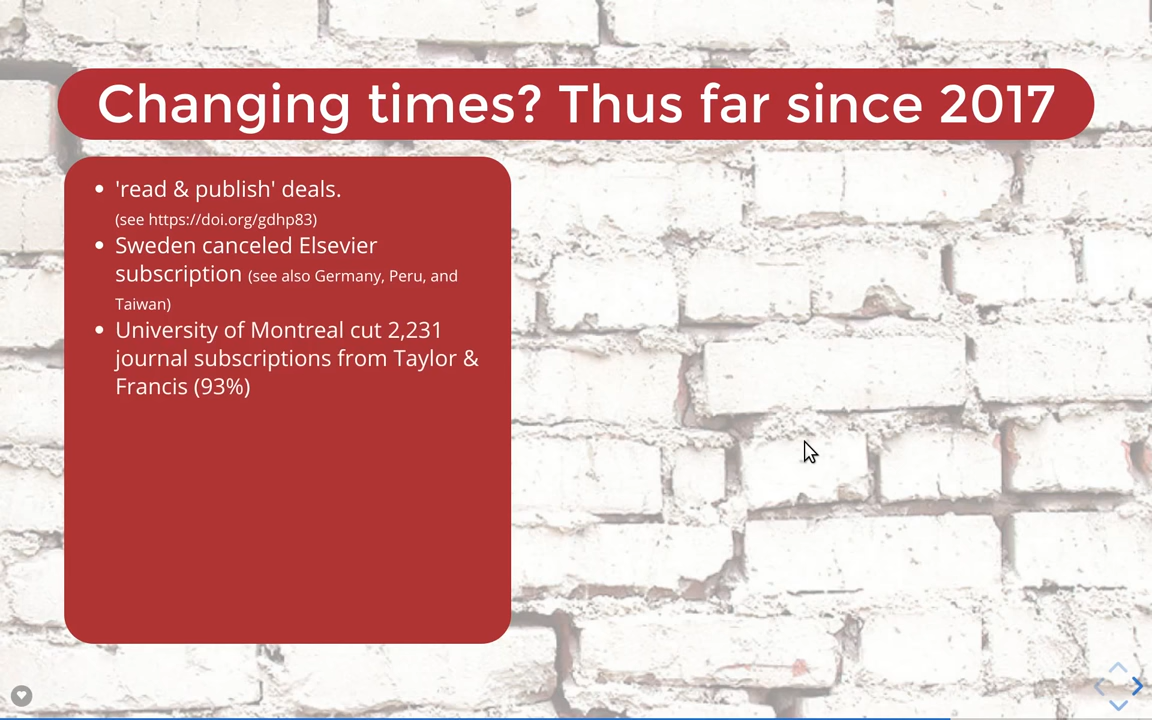 Changing times? Thus far since 2017
• 'read & publish' deals.
(see https://doi.org/gdhp83)
• Sweden canceled Elsevier
subscription (see also Germany, Peru, and
Taiwan)
• University of Montreal cut 2,231
journal subscriptions from Taylor &
Francis (93%)